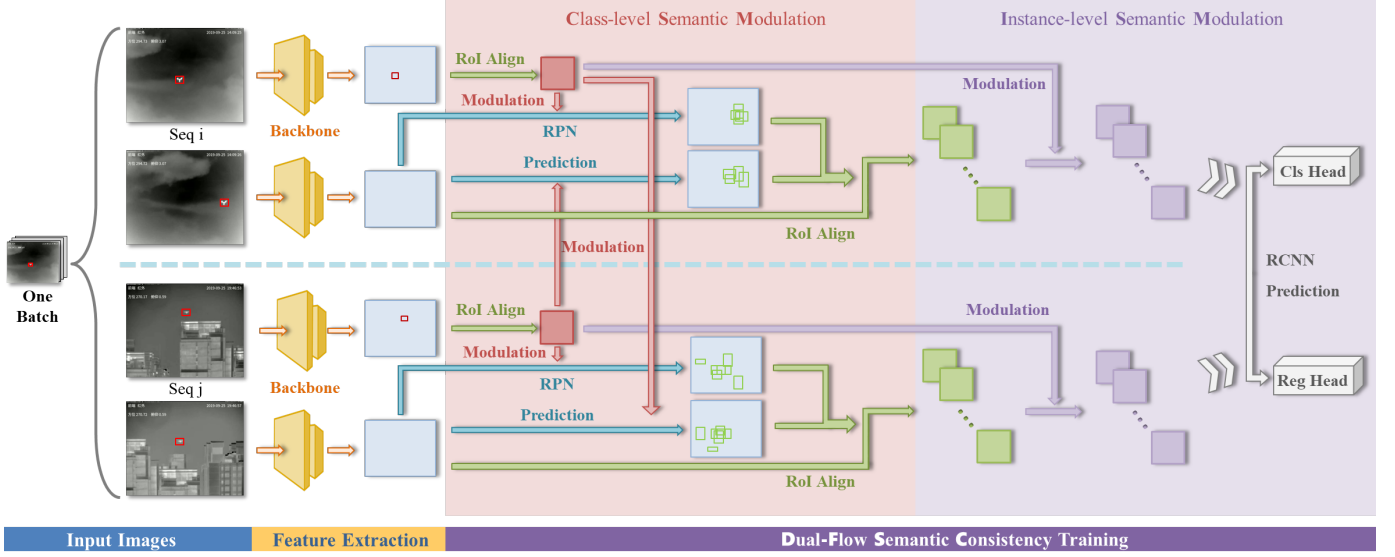 Class-level Semantic Modulation
Instance-level Semantic Modulation
RoI Align
Modulation
Modulation
Seq i
Backbone
RPN
Prediction
Cls Head
RoI Align
Modulation
One
Batch
RCNN
Prediction
RoI Align
Modulation
Modulation
Seq j
Backbone
RPN
Prediction
Reg Head
RoI Align
Input Images
Feature Extraction
Dual-Flow Semantic Consistency Training